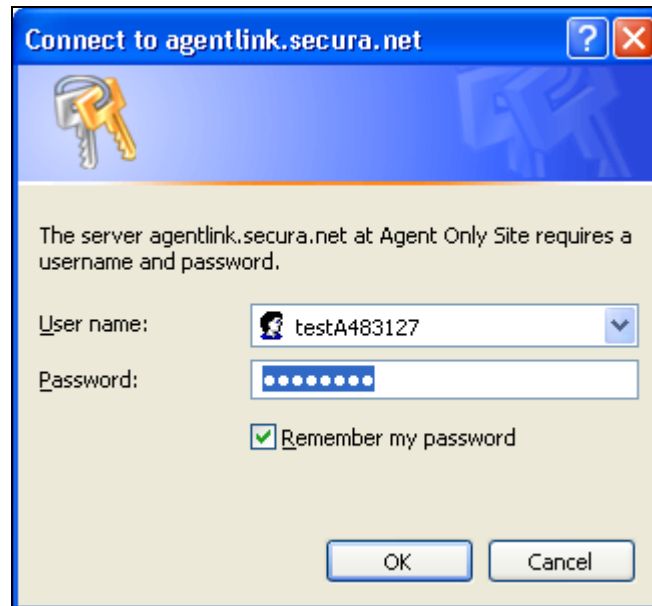 Connect to agentlink.secura.net
The server agentlink.secura.net at Agent Only Site requires a
username and password.
User name: testA483127
Password: ●●●●●●●●
Remember my password
OK Cancel